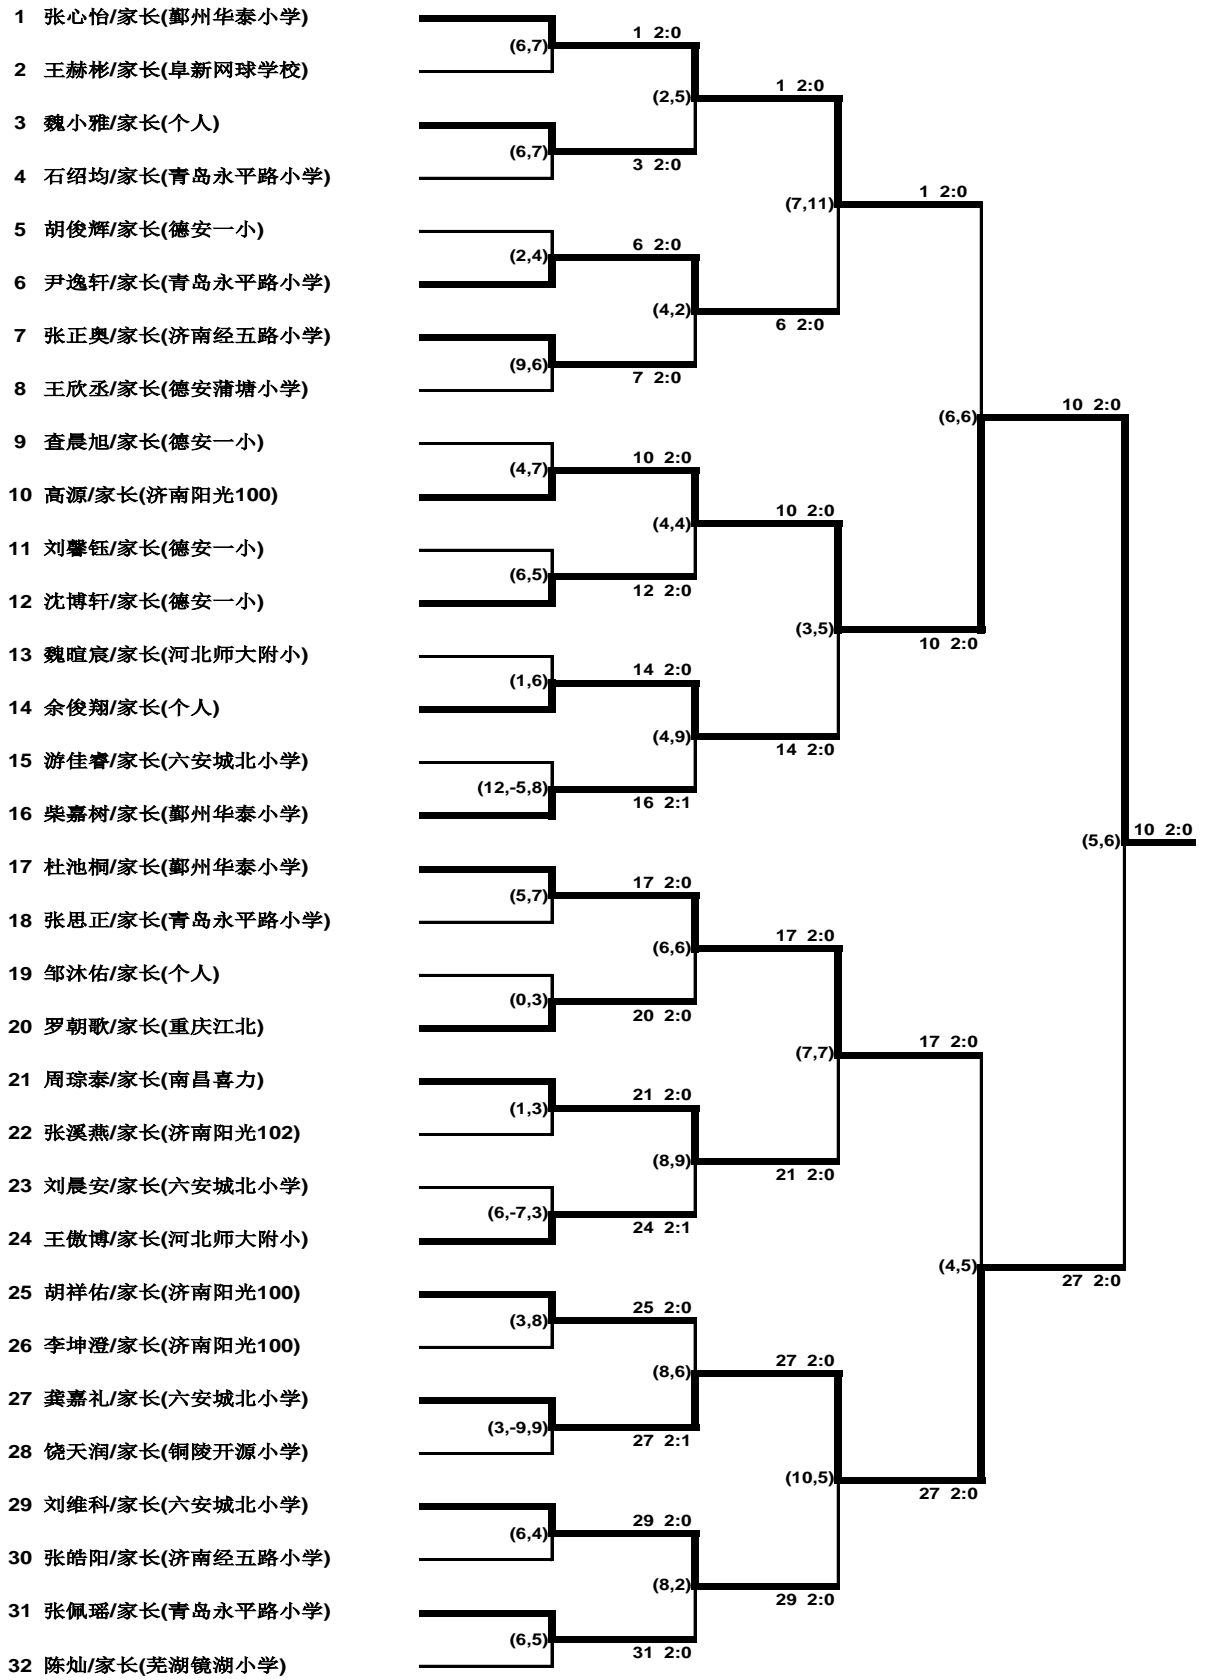 1 张心怡/家长(鄞州华泰小学)
1 2:0
(6,7)
2 王赫彬/家长(阜新网球学校)
1 2:0
(2,5)
3 魏小雅/家长(个人)
(6,7)
3 2:0
4 石绍均/家长(青岛永平路小学)
1 2:0
(7,11)
5 胡俊辉/家长(德安一小)
6 2:0
(2,4)
6 尹逸轩/家长(青岛永平路小学)
(4,2)
6 2:0
7 张正奥/家长(济南经五路小学)
(9,6)
7 2:0
8 王欣丞/家长(德安蒲塘小学)
10 2:0
(6,6)
9 查晨旭/家长(德安一小)
10 2:0
(4,7)
10 高源/家长(济南阳光100)
10 2:0
(4,4)
11 刘馨钰/家长(德安一小)
(6,5)
12 2:0
12 沈博轩/家长(德安一小)
(3,5)
10 2:0
13 魏暄宸/家长(河北师大附小)
14 2:0
(1,6)
14 余俊翔/家长(个人)
(4,9)
14 2:0
15 游佳睿/家长(六安城北小学)
(12,-5,8)
16 2:1
16 柴嘉树/家长(鄞州华泰小学)
10 2:0
(5,6)
17 杜池桐/家长(鄞州华泰小学)
17 2:0
(5,7)
18 张思正/家长(青岛永平路小学)
17 2:0
(6,6)
19 邹沐佑/家长(个人)
(0,3)
20 2:0
20 罗朝歌/家长(重庆江北)
17 2:0
(7,7)
21 周琮泰/家长(南昌喜力)
21 2:0
(1,3)
22 张溪燕/家长(济南阳光102)
(8,9)
21 2:0
23 刘晨安/家长(六安城北小学)
(6,-7,3)
24 2:1
24 王傲博/家长(河北师大附小)
(4,5)
27 2:0
25 胡祥佑/家长(济南阳光100)
25 2:0
(3,8)
26 李坤澄/家长(济南阳光100)
27 2:0
(8,6)
27 龚嘉礼/家长(六安城北小学)
(3,-9,9)
27 2:1
28 饶天润/家长(铜陵开源小学)
(10,5)
27 2:0
29 刘维科/家长(六安城北小学)
29 2:0
(6,4)
30 张皓阳/家长(济南经五路小学)
(8,2)
29 2:0
31 张佩瑶/家长(青岛永平路小学)
(6,5)
31 2:0
32 陈灿/家长(芜湖镜湖小学)